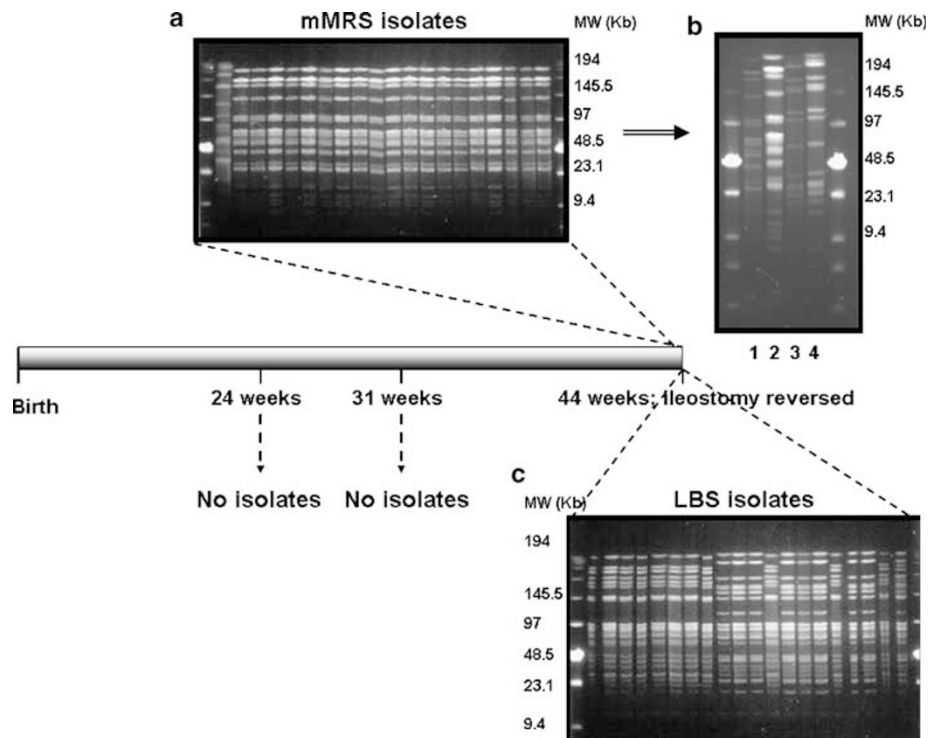 a
mMRS isolates
MW (Kb)
194
145.5
97
48.5
23.1
9.4
b
MW (Kb)
194
145.5
97
48.5
23.1
9.4
1 2 3 4
Birth
24 weeks
31 weeks
44 weeks; Ileostomy reversed
No isolates
No isolates
c
MW (Kb)
LBS isolates
194
145.5
97
48.5
23.1
9.4